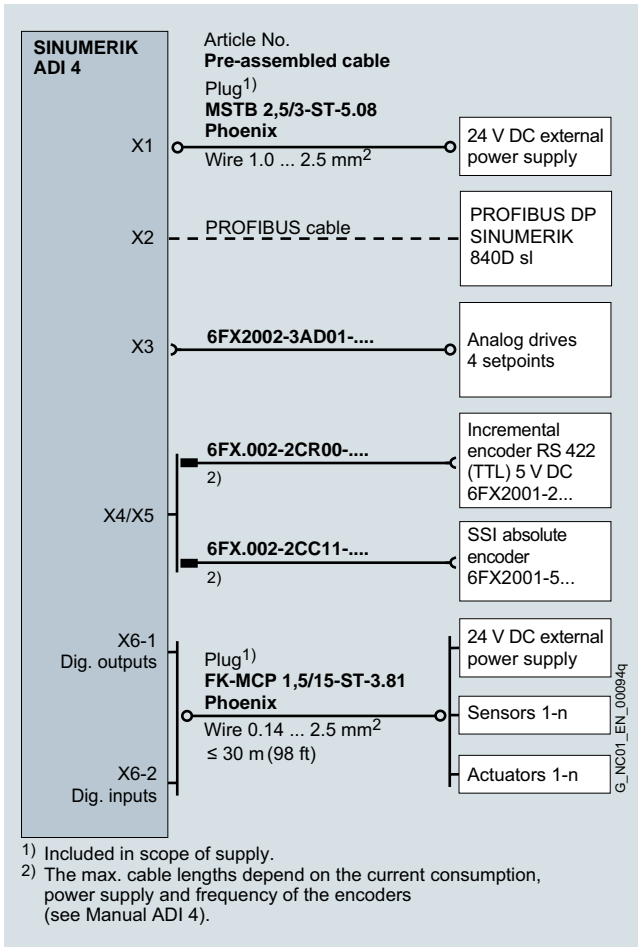 SINUMERIK
ADI 4
Article No.
Pre-assembled cable
Plug1)
MSTB 2,5/3-ST-5.08
Phoenix
X1
Wire 1.0 ... 2.5 mm2
24 V DC external
power supply
X2
PROFIBUS cable
PROFIBUS DP
SINUMERIK
840D sl
X3
6FX2002-3AD01-....
Analog drives
4 setpoints
X4/X5
6FX.002-2CR00-....
2)
Incremental
encoder RS 422
(TTL) 5 V DC
6FX2001-2...
6FX.002-2CC11-....
2)
SSI absolute
encoder
6FX2001-5...
X6-1
Dig. outputs
Plug1)
FK-MCP 1,5/15-ST-3.81
Phoenix
Wire 0.14 ... 2.5 mm2
≤ 30 m (98 ft)
X6-2
Dig. inputs
24 V DC external
power supply
Sensors 1-n
Actuators 1-n
G_NC01_EN_00094q
1) Included in scope of supply.
2) The max. cable lengths depend on the current consumption,
power supply and frequency of the encoders
(see Manual ADI 4).